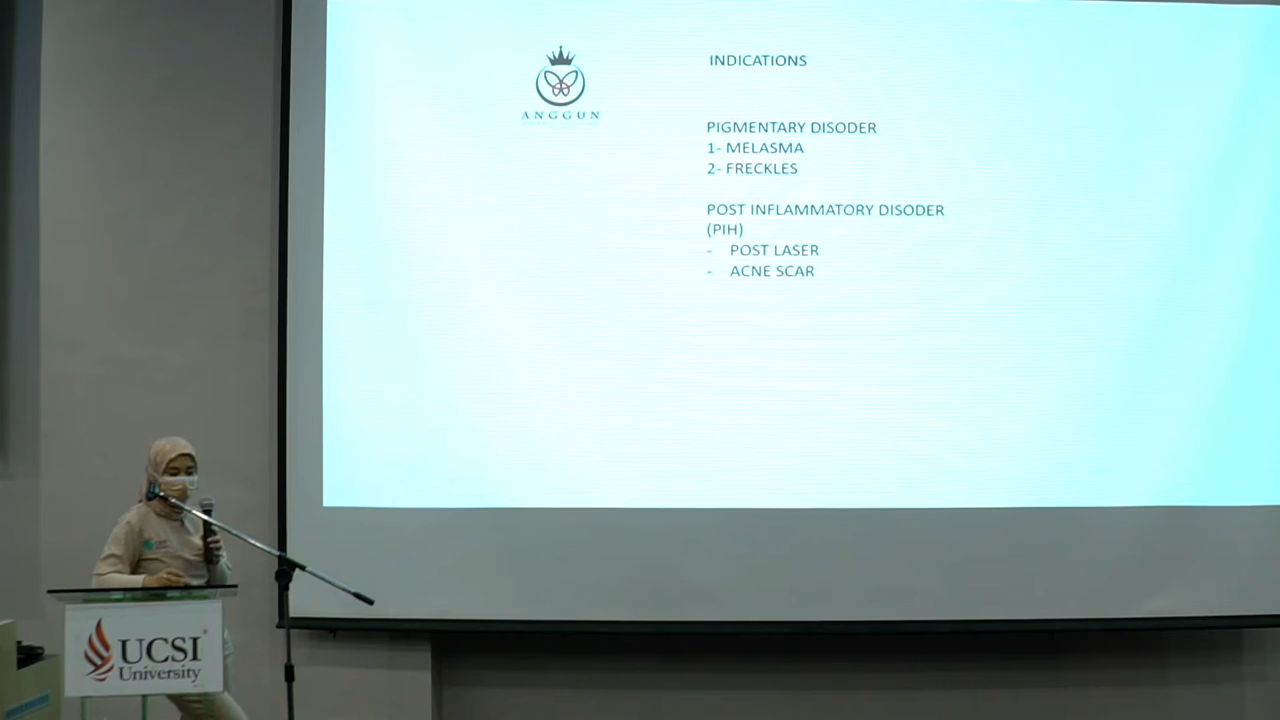 ANGGUN
INDICATIONS
PIGMENTARY DISODER
1- MELASMA
2- FRECKLES
POST INFLAMMATORY DISODER
(PIH)
- POST LASER
- ACNE SCAR
UCSI
University